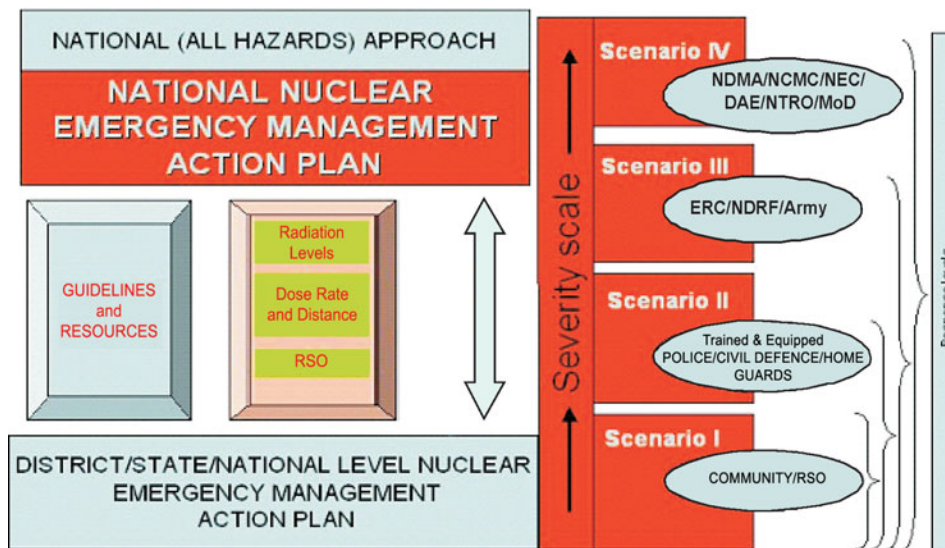 NATIONAL (ALL HAZARDS) APPROACH
NATIONAL NUCLEAR
EMERGENCY MANAGEMENT
ACTION PLAN
GUIDELINES
and
RESOURCES
Radiation
Levels
Dose Rate
and Distance
RSO
DISTRICT/STATE/NATIONAL LEVEL NUCLEAR
EMERGENCY MANAGEMENT
ACTION PLAN
Severity scale
Scenario IV
NDMA/NCMC/NEC/
DAE/NTRO/MoD
Scenario III
ERC/NDRF/Army
Scenario II
Trained & Equipped
POLICE/CIVIL DEFENCE/HOME
GUARDS
Scenario I
COMMUNITY/RSO